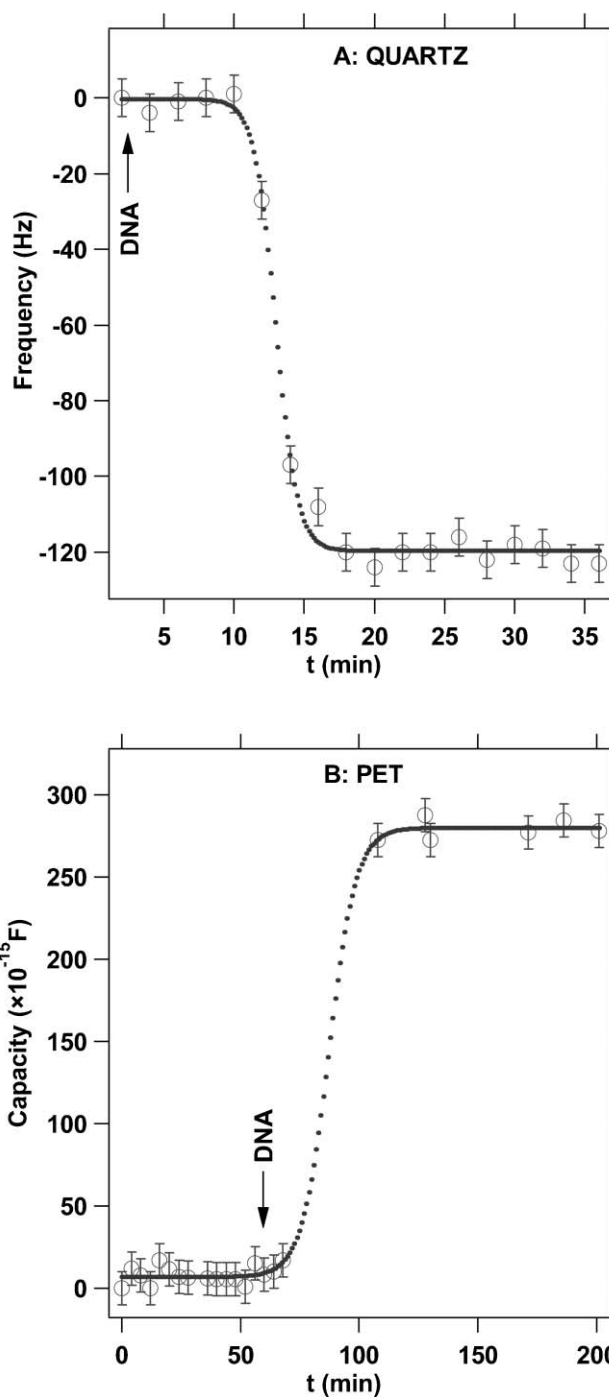 A: QUARTZ
0
-20
-40
-60
-80
-100
-120
Frequency (Hz)
DNA
5 10 15 20 25 30 35
t (min)
B: PET
300
250
200
150
100
50
0
Capacity (×10⁻¹⁵F)
DNA
0 50 100 150 200
t (min)